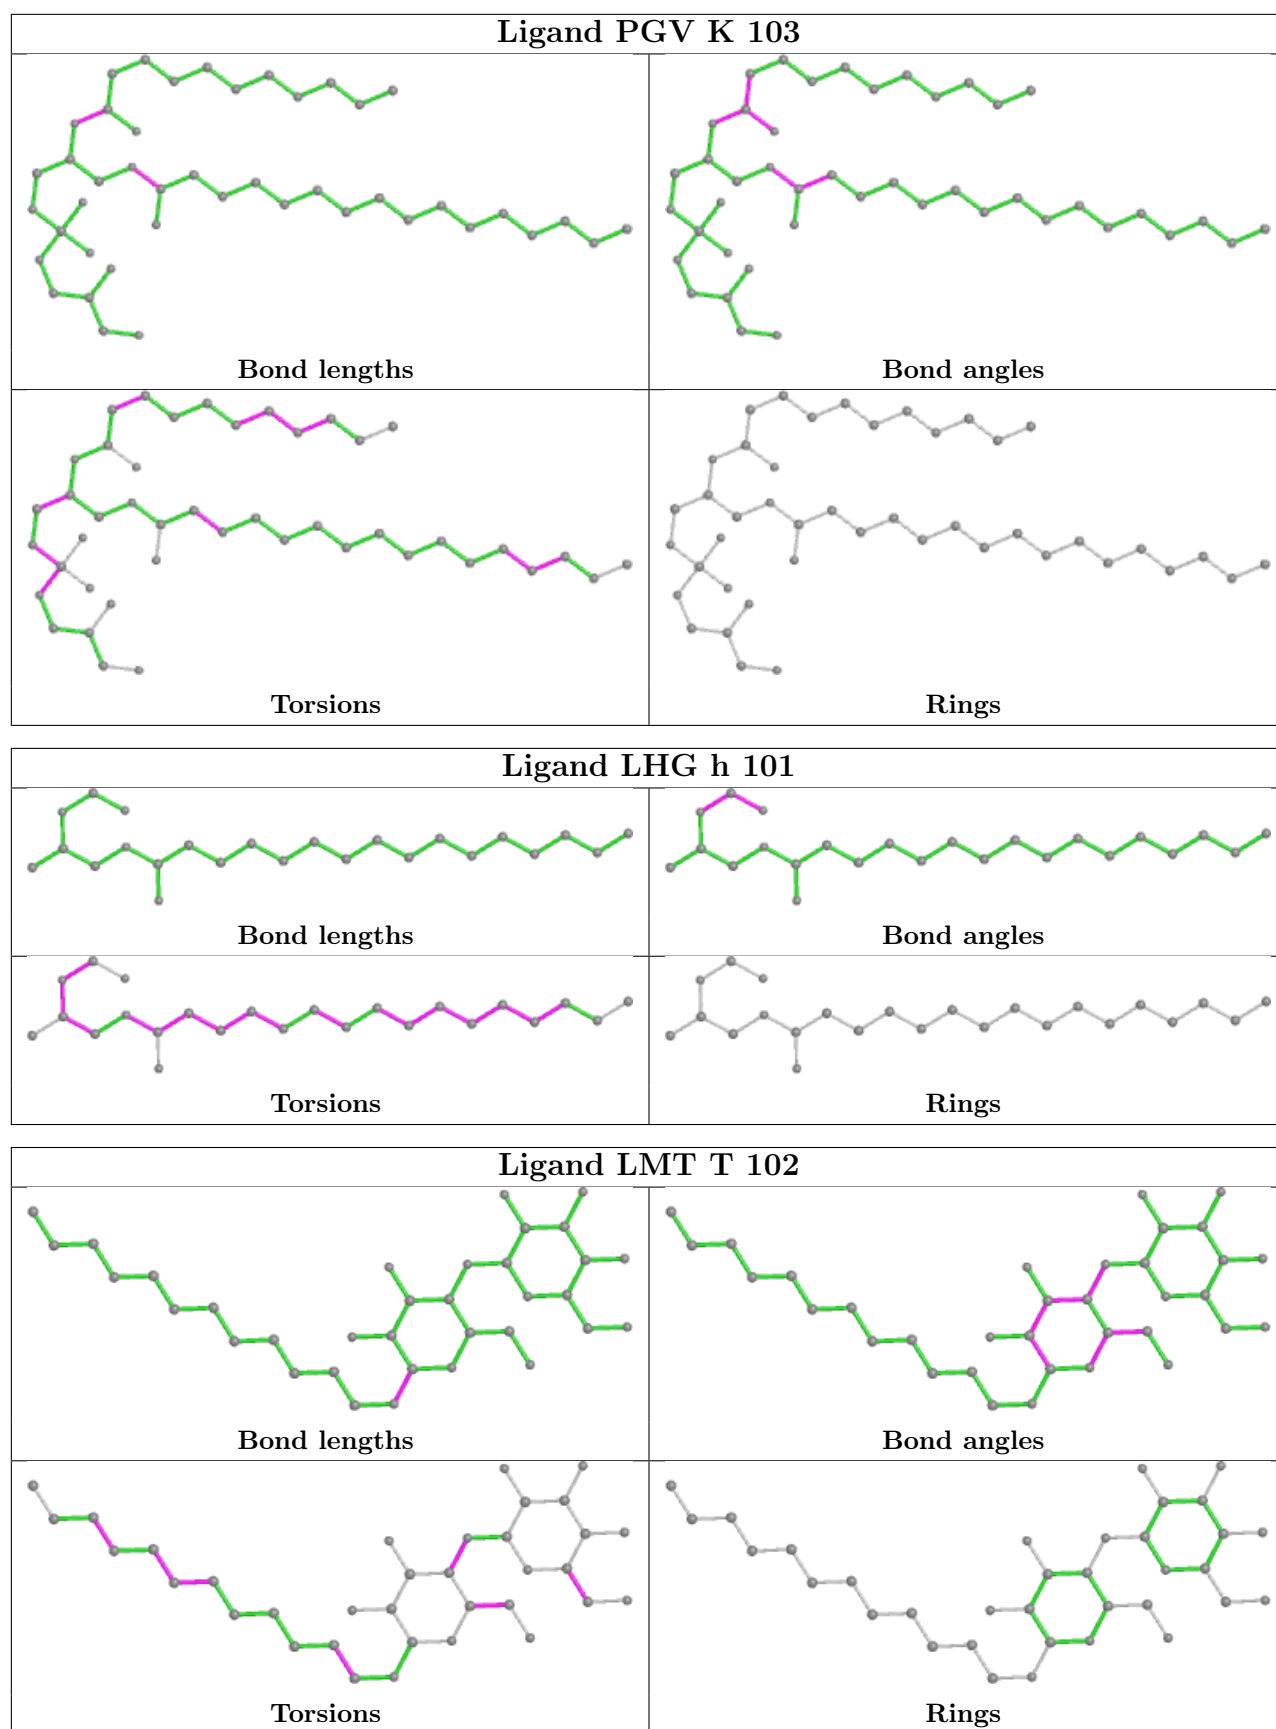 Ligand PGV K 103
Bond lengths
Bond angles
Torsions
Rings
Ligand LHG h 101
Bond lengths
Bond angles
Torsions
Rings
Ligand LMT T 102
Bond lengths
Bond angles
Torsions
Rings